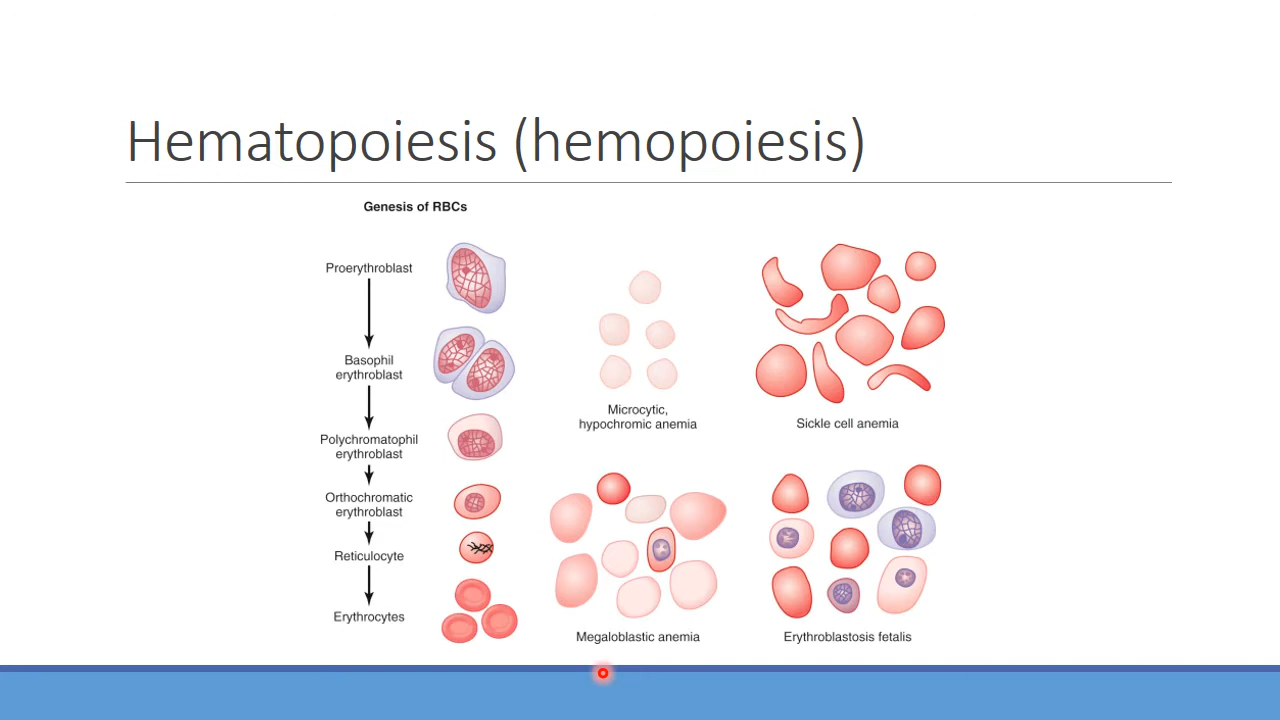 Hematopoiesis (hemopoiesis)
Genesis of RBCs
Proerythroblast
Basophil
erythroblast
Polychromatophil
erythroblast
Orthochromatic
erythroblast
Reticulocyte
Erythrocytes
Microcytic,
hypochromic anemia
Sickle cell anemia
Megaloblastic anemia
Erythroblastosis fetalis